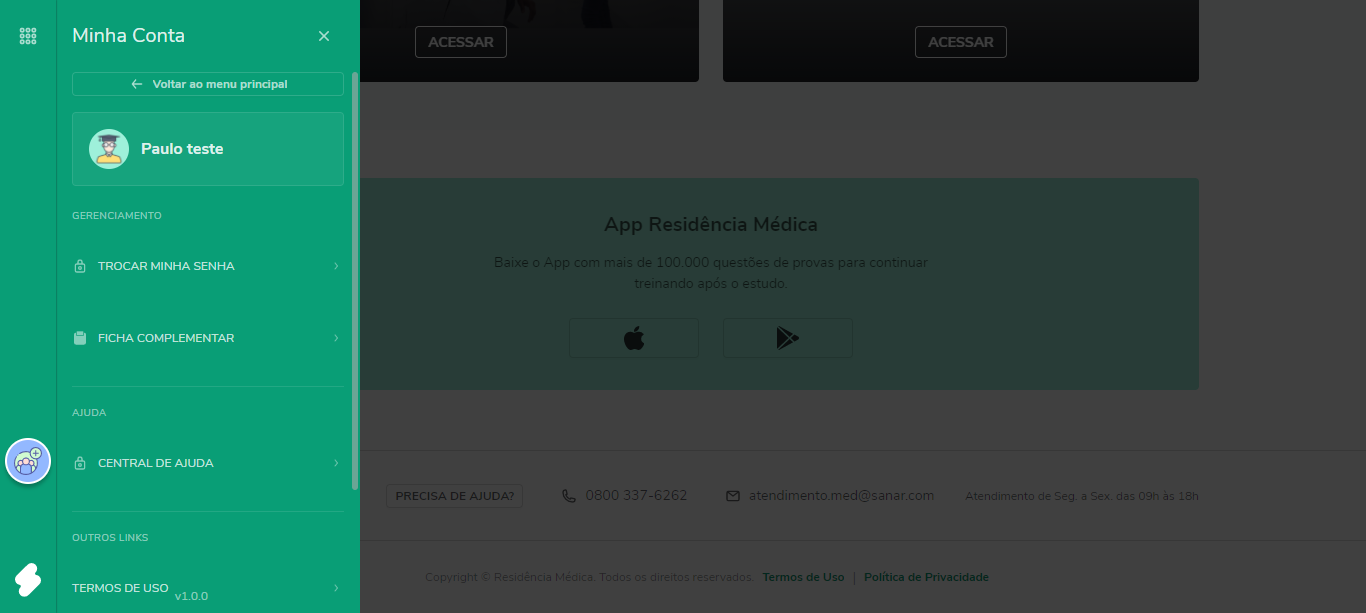 Minha Conta
Voltar ao menu principal
Paulo teste
GERENCIAMENTO
TROCAR MINHA SENHA
FICHA COMPLEMENTAR
AJUDA
CENTRAL DE AJUDA
OUTROS LINKS
TERMOS DE USO
v1.0.0
ACESSAR
ACESSAR
App Residência Médica
Baixe o App com mais de 100.000 questões de provas para continuar
treinando após o estudo.
PRECISA DE AJUDA?
0800 337-6262
atendimento.med@sanar.com
Atendimento de Seg. a Sex. das 09h às 18h
Copyright © Residência Médica. Todos os direitos reservados. Termos de Uso | Política de Privacidade